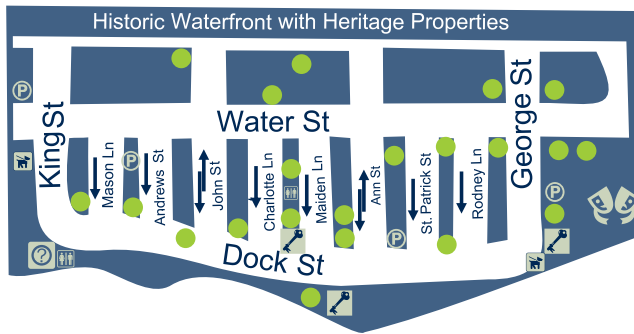 Historic Waterfront with Heritage Properties
King St
Water St
George St
Mason Ln
Andrews St
John St
Charlotte Ln
Maiden Ln
Ann St
St. Patrick St
Rodney Ln
Dock St
P
P
P
P
?